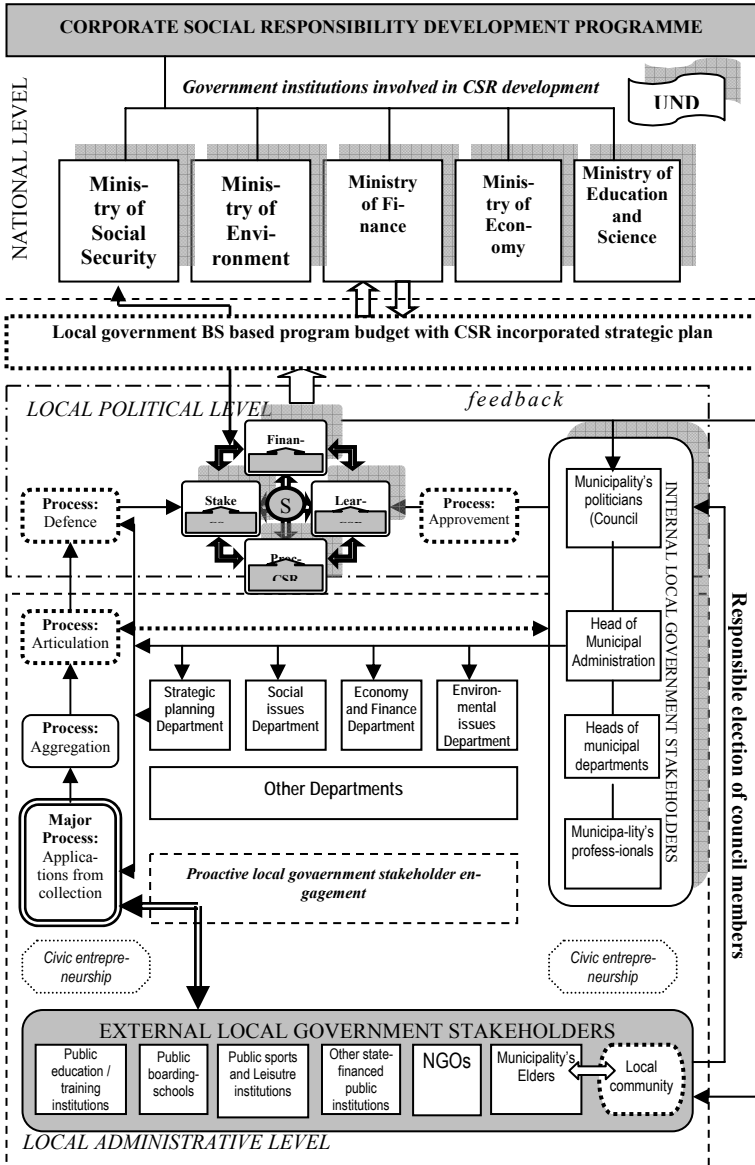 CORPORATE SOCIAL RESPONSIBILITY DEVELOPMENT PROGRAMME
NATIONAL LEVEL
Government institutions involved in CSR development
UND
Minis-
try of
Social
Security
Minis-
try of
Envi-
ronment
Ministry
of Fi-
nance
Minis-
try of
Econ-
omy
Ministry of
Education
and
Science
Local government BS based program budget with CSR incorporated strategic plan
LOCAL POLITICAL LEVEL
feedback
Finan-
Stake
S
Lear-
Proc-
CSR
Process:
Defence
Process:
Approvement
Municipality's
politicians
(Council
INTERNAL LOCAL GOVERNMENT STAKEHOLDERS
Process:
Articulation
Head of
Municipal
Administration
Strategic
planning
Department
Social
issues
Department
Economy
and Finance
Department
Environ-
mental
issues
Department
Process:
Aggregation
Heads of
municipal
departments
Other Departments
Major
Process:
Applica-
tions from
collection
Municipa-lity's
profess-ionals
Proactive local govaernment stakeholder en-
gagement
Responsible election of council members
Civic entrepre-
neurship
Civic entrepre-
neurship
EXTERNAL LOCAL GOVERNMENT STAKEHOLDERS
Public
education /
training
institutions
Public
boarding-
schools
Public sports
and Leisutre
institutions
Other state-
financed
public
institutions
NGOs
Municipality's
Elders
Local
community
LOCAL ADMINISTRATIVE LEVEL